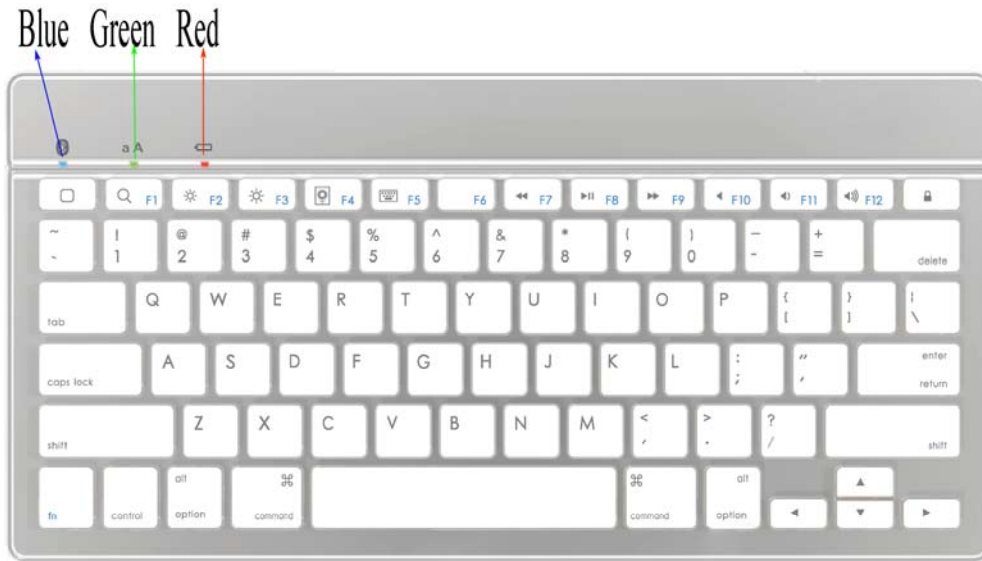 Blue Green Red
a A
F1 F2 F3 F4 F5 F6 F7 F8 F9 F10 F11 F12
~ ! @ # $ % ^ & * ( ) — +
` 1 2 3 4 5 6 7 8 9 0 - = delete
Q W E R T Y U I O P { } |
tab [ ] \
A S D F G H J K L : " enter
caps lock ; ' return
Z X C V B N M < > ?
shift , . / shift
alt ⌘ ⌘ alt
fn control option command command option